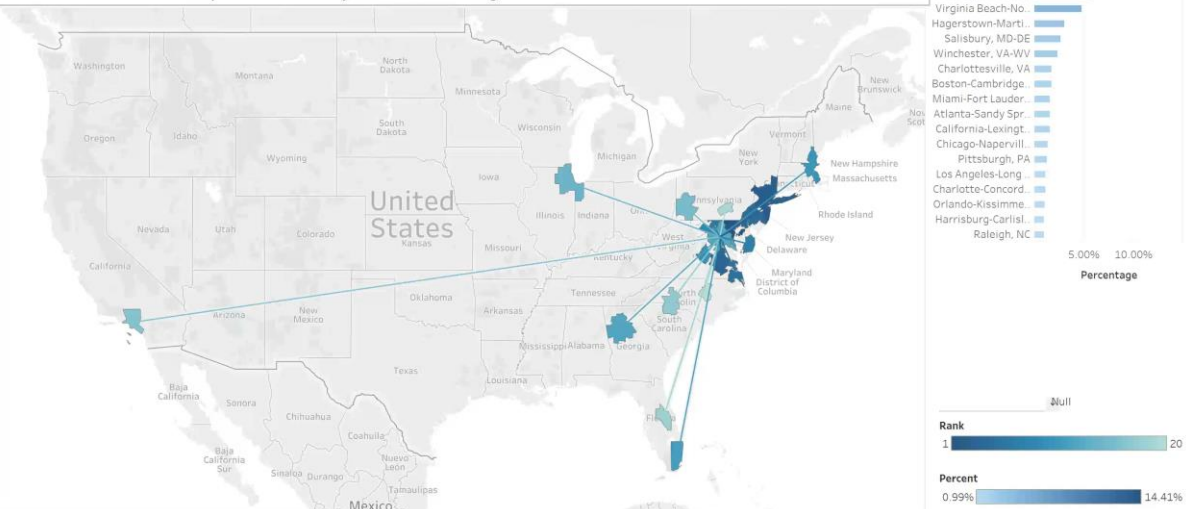 Washington
Montana
North
Dakota
Minnesota
Oregon
Idaho
South
Dakota
Wisconsin
Michigan
Vermont
Maine
New
Brunswick
Wyoming
Iowa
New
York
New Hampshire
Massachusetts
Rhode Island
Nevada
Utah
Colorado
United
States
Kansas
Illinois
Indiana
West
New Jersey
Delaware
Maryland
District of
Columbia
California
Missouri
Kentucky
Arizona
New
Mexico
Oklahoma
Arkansas
Tennessee
South
Carolina
Mississippi
Alabama
Georgia
Texas
Louisiana
Baja
California
Sonora
Chihuahua
Coahuila
Baja
California
Sur
Sinaloa
Durango
Nuevo
León
Tamaulipas
Mexico
Virginia Beach-No...
Hagerstown-Marti...
Salisbury, MD-DE
Winchester, VA-WV
Charlottesville, VA
Boston-Cambridge...
Miami-Fort Lauder...
Atlanta-Sandy Spr...
California-Lexingt...
Chicago-Napervill...
Pittsburgh, PA
Los Angeles-Long ...
Charlotte-Concord...
Orlando-Kissimme...
Harrisburg-Carlisl...
Raleigh, NC
5.00% 10.00%
Percentage
Null
Rank
1 20
Percent
0.99% 14.41%